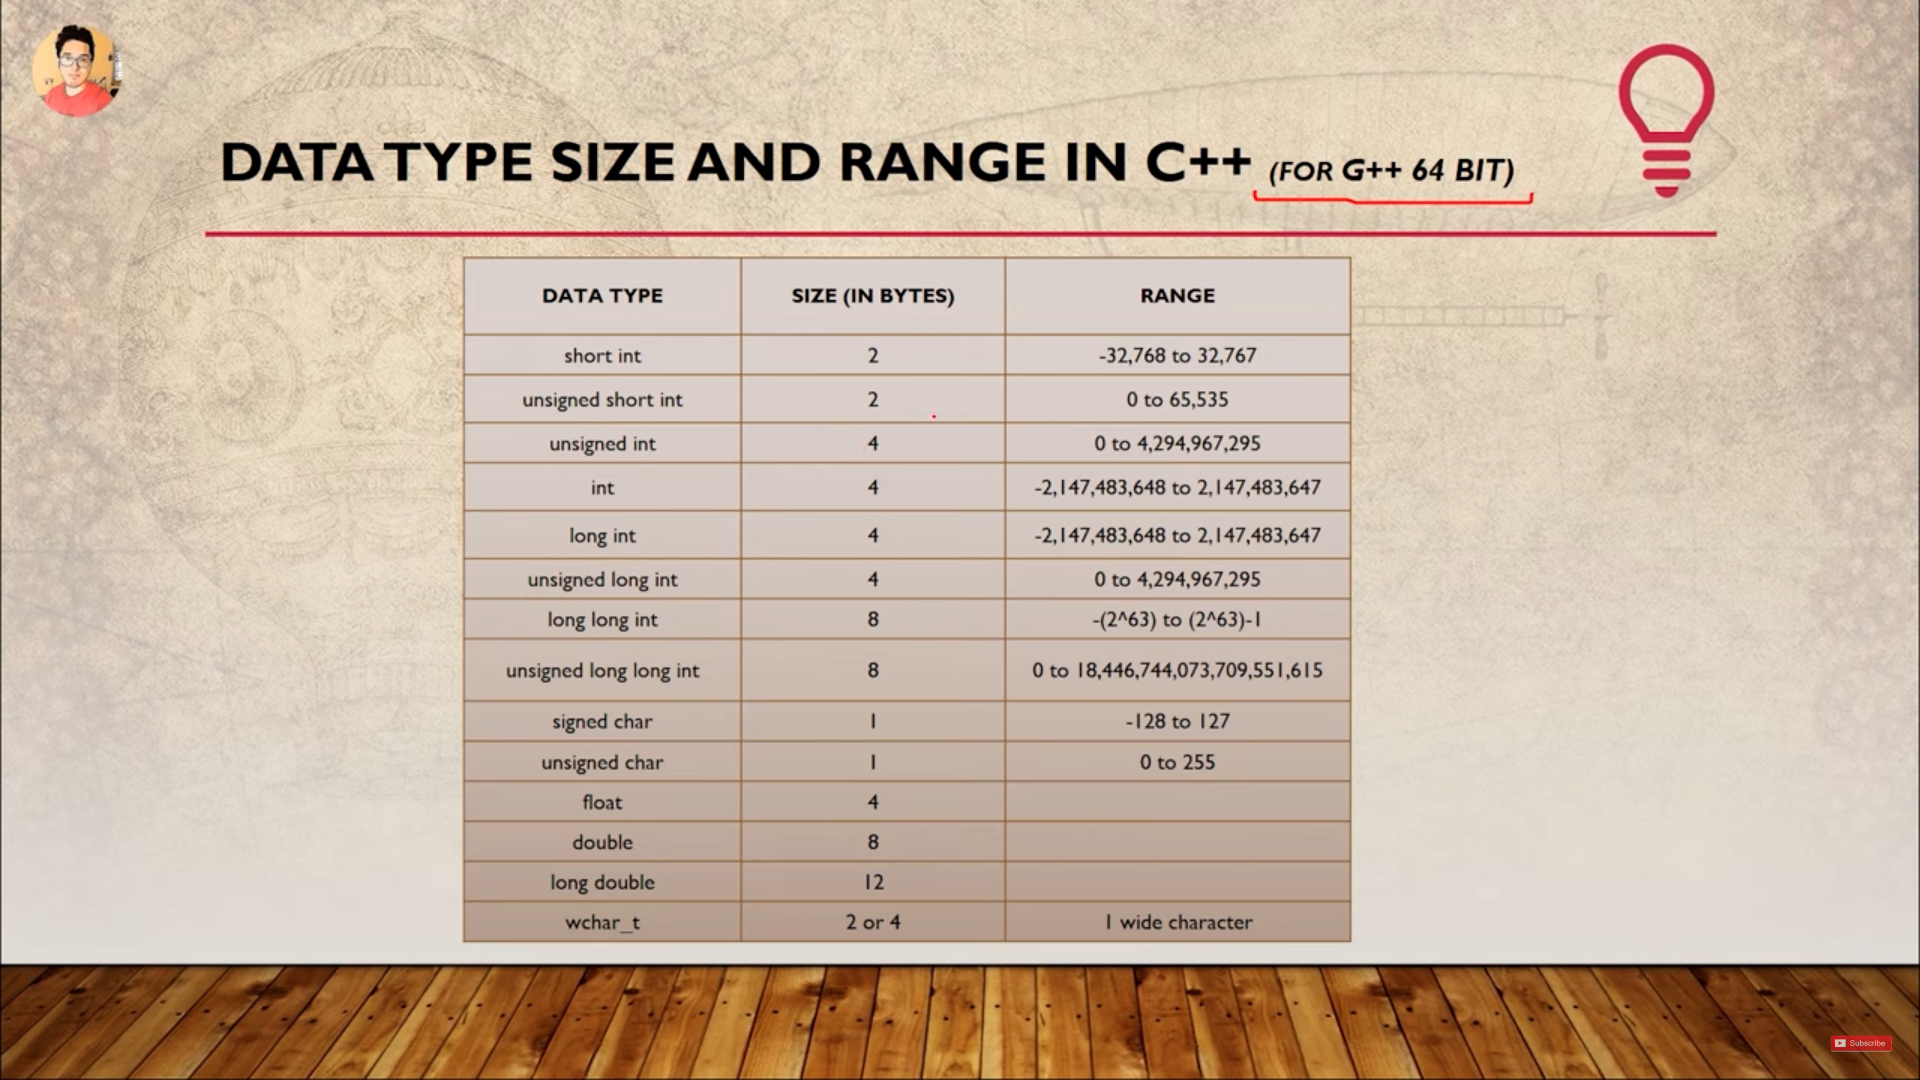 DATA TYPE SIZE AND RANGE IN C++ (FOR G++ 64 BIT)
DATA TYPE SIZE (IN BYTES) RANGE
short int 2 -32,768 to 32,767
unsigned short int 2 0 to 65,535
unsigned int 4 0 to 4,294,967,295
int 4 -2,147,483,648 to 2,147,483,647
long int 4 -2,147,483,648 to 2,147,483,647
unsigned long int 4 0 to 4,294,967,295
long long int 8 -(2^63) to (2^63)-1
unsigned long long int 8 0 to 18,446,744,073,709,551,615
signed char 1 -128 to 127
unsigned char 1 0 to 255
float 4
double 8
long double 12
wchar_t 2 or 4 1 wide character
Subscribe